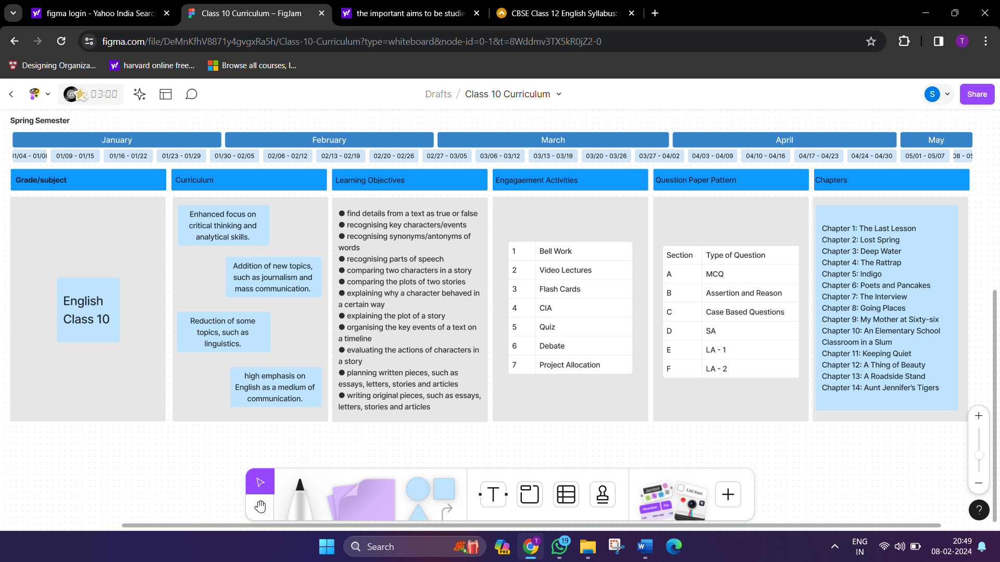 figma login - Yahoo India Searc
Class 10 Curriculum – FigJam
the important aims to be studie
CBSE Class 12 English Syllabus:
figma.com/file/DeMnKfhV8871y4gvgxRa5h/Class-10-Curriculum?type=whiteboard&node-id=0-1&t=8Wddmv3TX5kR0jZ2-0
T
Designing Organiza...
harvard online free...
Browse all courses, I...
03:00
Drafts / Class 10 Curriculum
S
Share
Spring Semester
January
February
March
April
May
01/04 - 01/08
01/09 - 01/15
01/16 - 01/22
01/23 - 01/29
01/30 - 02/05
02/06 - 02/12
02/13 - 02/19
02/20 - 02/26
02/27 - 03/05
03/06 - 03/12
03/13 - 03/19
03/20 - 03/26
03/27 - 04/02
04/03 - 04/09
04/10 - 04/16
04/17 - 04/23
04/24 - 04/30
05/01 - 05/07
08 - 05
Grade/subject
Curriculum
Learning Objectives
Engagaement Activities
Question Paper Pattern
Chapters
English
Class 10
Enhanced focus on
critical thinking and
analytical skills.
Addition of new topics,
such as journalism and
mass communication.
Reduction of some
topics, such as
linguistics.
high emphasis on
English as a medium of
communication.
● find details from a text as true or false
● recognising key characters/events
● recognising synonyms/antonyms of
words
● recognising parts of speech
● comparing two characters in a story
● comparing the plots of two stories
● explaining why a character behaved in
a certain way
● explaining the plot of a story
● organising the key events of a text on
a timeline
● evaluating the actions of characters in
a story
● planning written pieces, such as
essays, letters, stories and articles
● writing original pieces, such as essays,
letters, stories and articles
1 Bell Work
2 Video Lectures
3 Flash Cards
4 CIA
5 Quiz
6 Debate
7 Project Allocation
Section Type of Question
A MCQ
B Assertion and Reason
C Case Based Questions
D SA
E LA - 1
F LA - 2
Chapter 1: The Last Lesson
Chapter 2: Lost Spring
Chapter 3: Deep Water
Chapter 4: The Rattrap
Chapter 5: Indigo
Chapter 6: Poets and Pancakes
Chapter 7: The Interview
Chapter 8: Going Places
Chapter 9: My Mother at Sixty-six
Chapter 10: An Elementary School
Classroom in a Slum
Chapter 11: Keeping Quiet
Chapter 12: A Thing of Beauty
Chapter 13: A Roadside Stand
Chapter 14: Aunt Jennifer's Tigers
T
Jambot
List Item
November Dec
?
Search
PRE
T
19
W
ENG
IN
20:49
08-02-2024